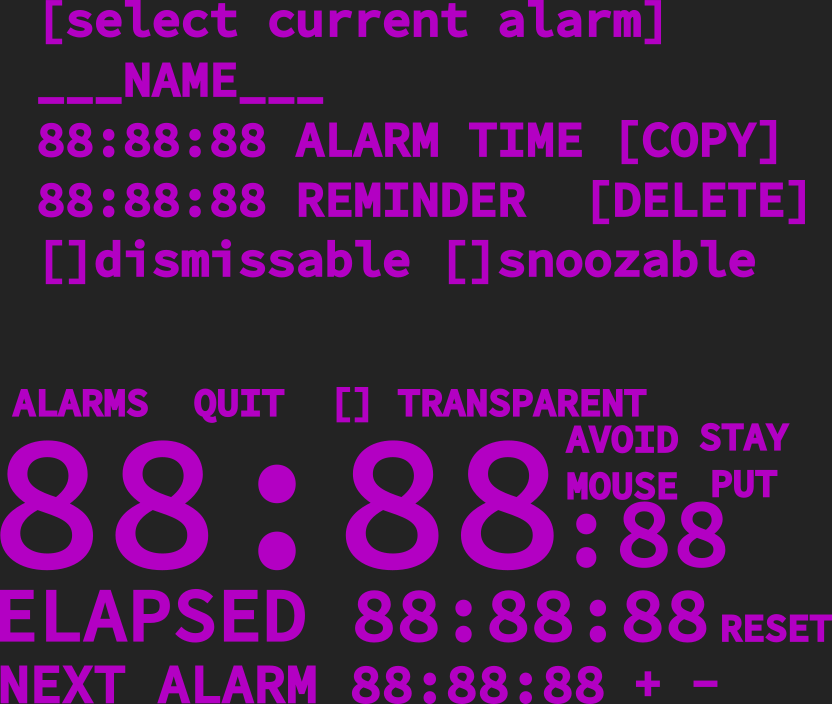 [select current alarm]
___NAME___
88:88:88 ALARM TIME [COPY]
88:88:88 REMINDER [DELETE]
[]dismissable []snoozable
ALARMS QUIT [] TRANSPARENT
AVOID STAY
MOUSE PUT
88:88:88
ELAPSED 88:88:88 RESET
NEXT ALARM 88:88:88 + -